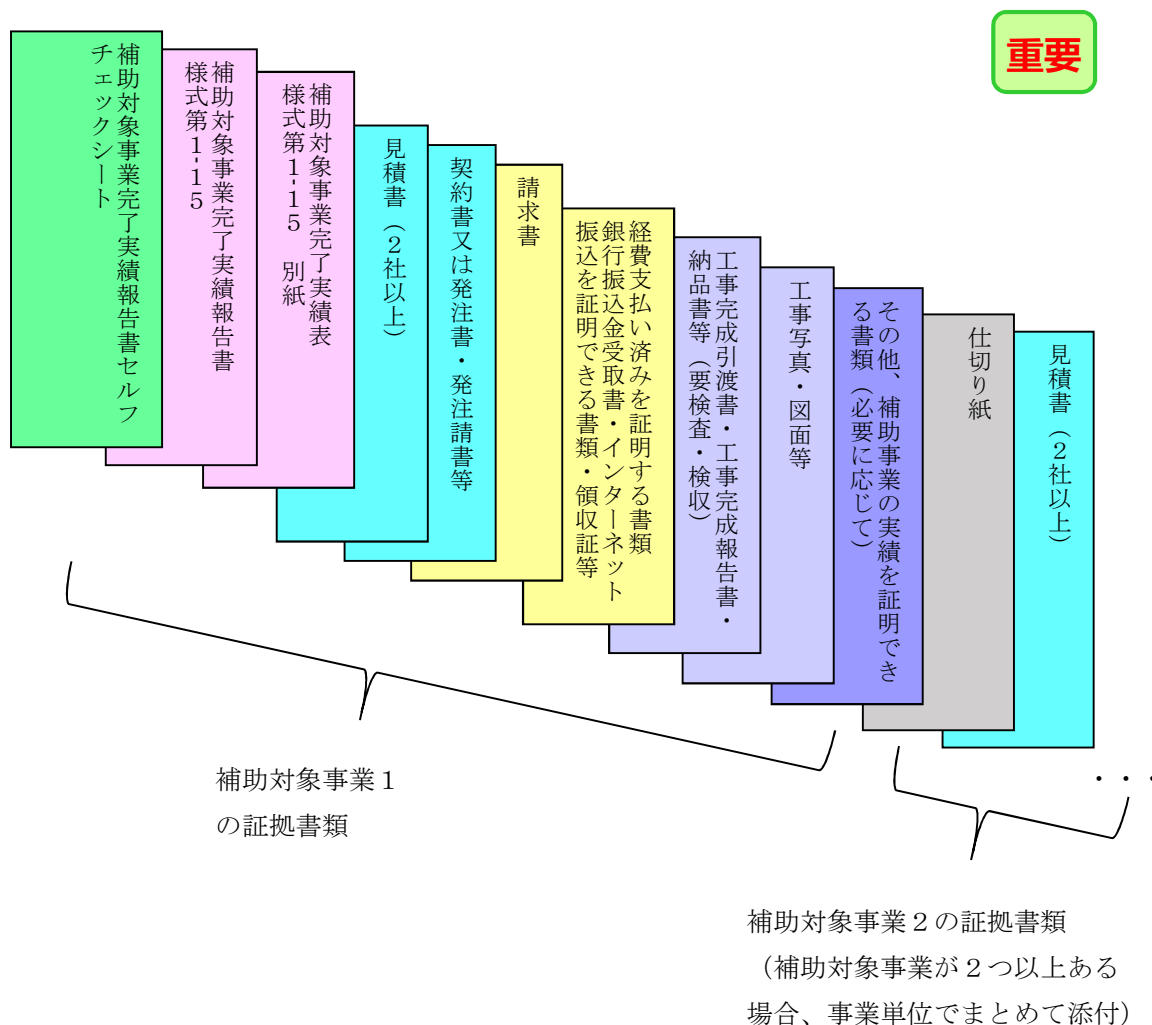 重要
補助対象事業完了実績報告書セルフ
チェックシート
補助対象事業完了実績報告書
様式第1-15
補助対象事業完了実績表
様式第1-15　別紙
見積書（２社以上）
契約書又は発注書・発注請書等
請求書
経費支払い済みを証明する書類
銀行振込金受取書・インターネット
振込を証明できる書類・領収証等
工事完成引渡書・工事完成報告書・
納品書等（要検査・検収）
工事写真・図面等
その他、補助事業の実績を証明でき
る書類（必要に応じて）
仕切り紙
見積書（２社以上）
・・・
補助対象事業１
の証拠書類
補助対象事業２の証拠書類
（補助対象事業が２つ以上ある
場合、事業単位でまとめて添付）